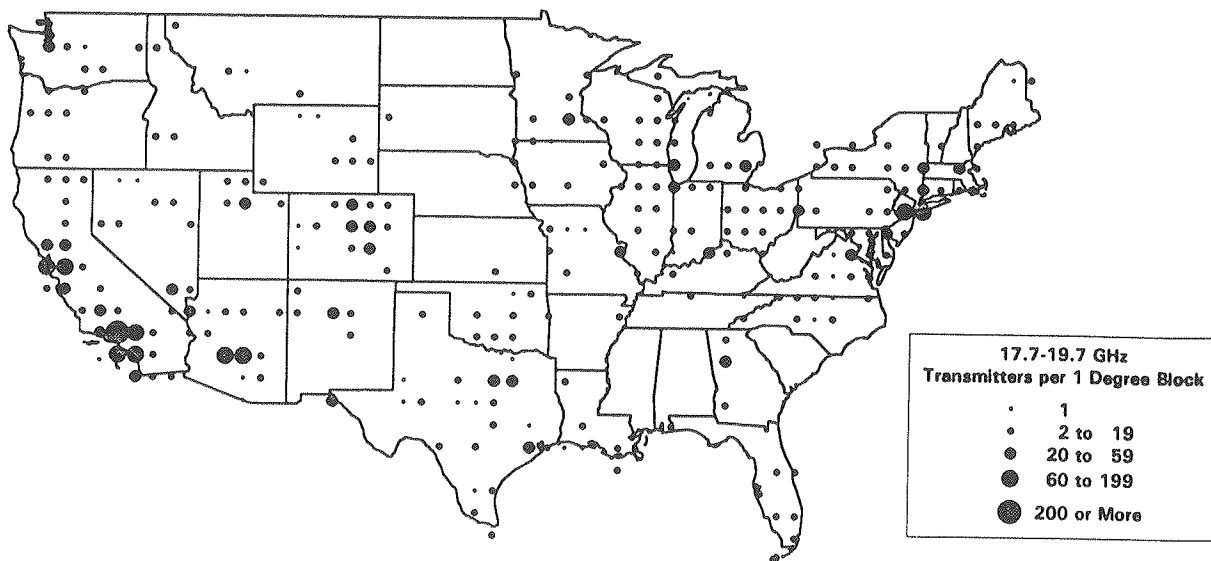 17.7-19.7 GHz
Transmitters per 1 Degree Block
1
2 to 19
20 to 59
60 to 199
200 or More